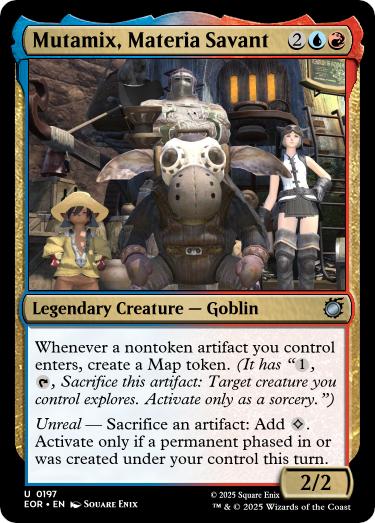 Mutamix, Materia Savant 2
Legendary Creature — Goblin
Whenever a nontoken artifact you control
enters, create a Map token. (It has “1,
, Sacrifice this artifact: Target creature you
control explores. Activate only as a sorcery.”)
Unreal — Sacrifice an artifact: Add .
Activate only if a permanent phased in or
was created under your control this turn.
2/2
U 0197
EOR • EN SQUARE ENIX
© 2025 Square Enix
™ & © 2025 Wizards of the Coast